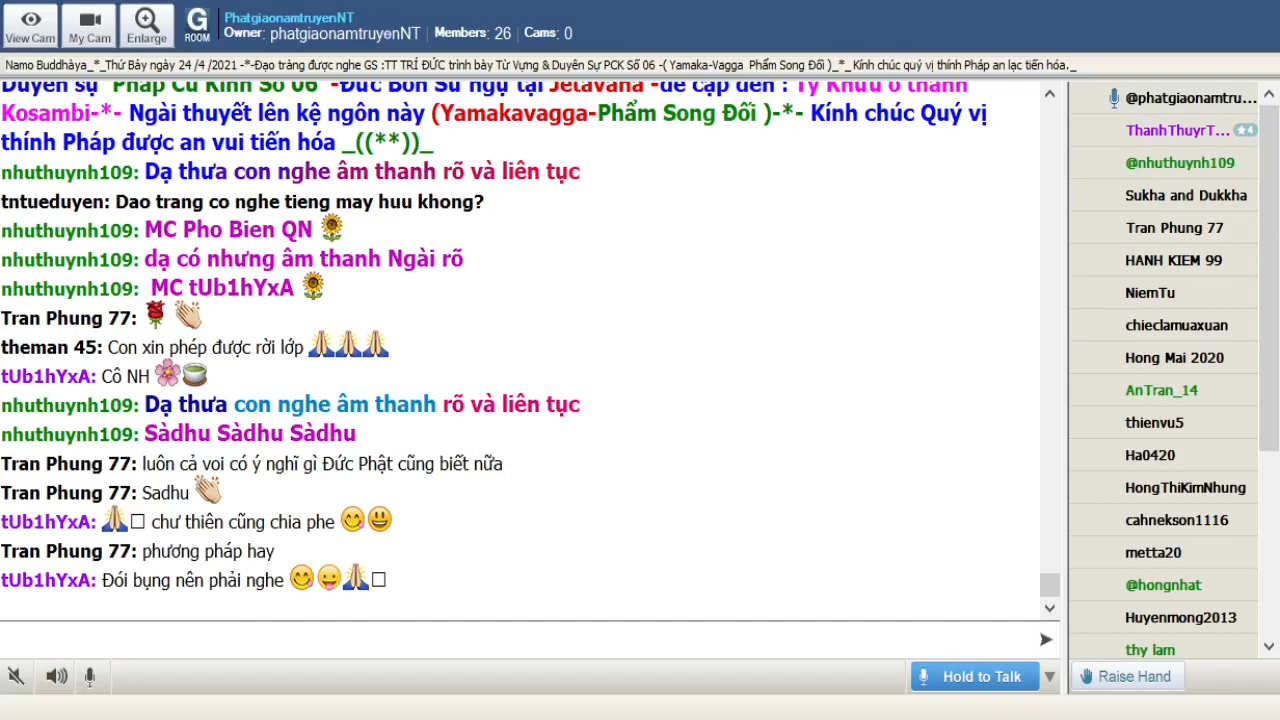 View Cam
My Cam
Enlarge
G ROOM
PhatgiaonamtruyenNT
Owner: phatgiaonamtruyenNT | Members: 26 | Cams: 0
Namo Buddhàya_*_Thứ Bảy ngày 24 /4 /2021 -*-Đạo tràng được nghe GS :TT TRÍ ĐỨC trình bày Từ Vựng & Duyên Sự PCK Số 06 -( Yamaka-Vagga Phẩm Song Đối )_*_ Kính chúc quý vị thính Pháp an lạc tiến hóa._
Duyên sự "Pháp Cú Kinh Số 06" -Đức Bổn Sư ngụ tại Jetavana -đề cập đến : Tỳ Khưu ở thành
Kosambi-*- Ngài thuyết lên kệ ngôn này (Yamakavagga-Phẩm Song Đối )-*- Kính chúc Quý vị
thính Pháp được an vui tiến hóa _((**))_
nhuthuynh109: Dạ thưa con nghe âm thanh rõ và liên tục
tntueduyen: Dao trang co nghe tieng may huu khong?
nhuthuynh109: MC Pho Bien QN 🌻
nhuthuynh109: dạ có nhưng âm thanh Ngài rõ
nhuthuynh109: MC tUb1hYxA 🌻
Tran Phung 77: 🌹 👏
theman 45: Con xin phép được rời lớp 🙏🙏🙏
tUb1hYxA: Cô NH 🌸🍵
nhuthuynh109: Dạ thưa con nghe âm thanh rõ và liên tục
nhuthuynh109: Sàdhu Sàdhu Sàdhu
Tran Phung 77: luôn cả voi có ý nghĩ gì Đức Phật cũng biết nữa
Tran Phung 77: Sadhu 👏
tUb1hYxA: 🙏□ chư thiên cũng chia phe 😋😃
Tran Phung 77: phương pháp hay
tUb1hYxA: Đói bụng nên phải nghe 😋😛🙏□
@phatgiaonamtru...
ThanhThuyrT... ★4
@nhuthuynh109
Sukha and Dukkha
Tran Phung 77
HANH KIEM 99
NiemTu
chieclamuaxuan
Hong Mai 2020
AnTran_14
thienvu5
Ha0420
HongThiKimNhung
cahnekson1116
metta20
@hongnhat
Huyenmong2013
thy lam
Hold to Talk
Raise Hand